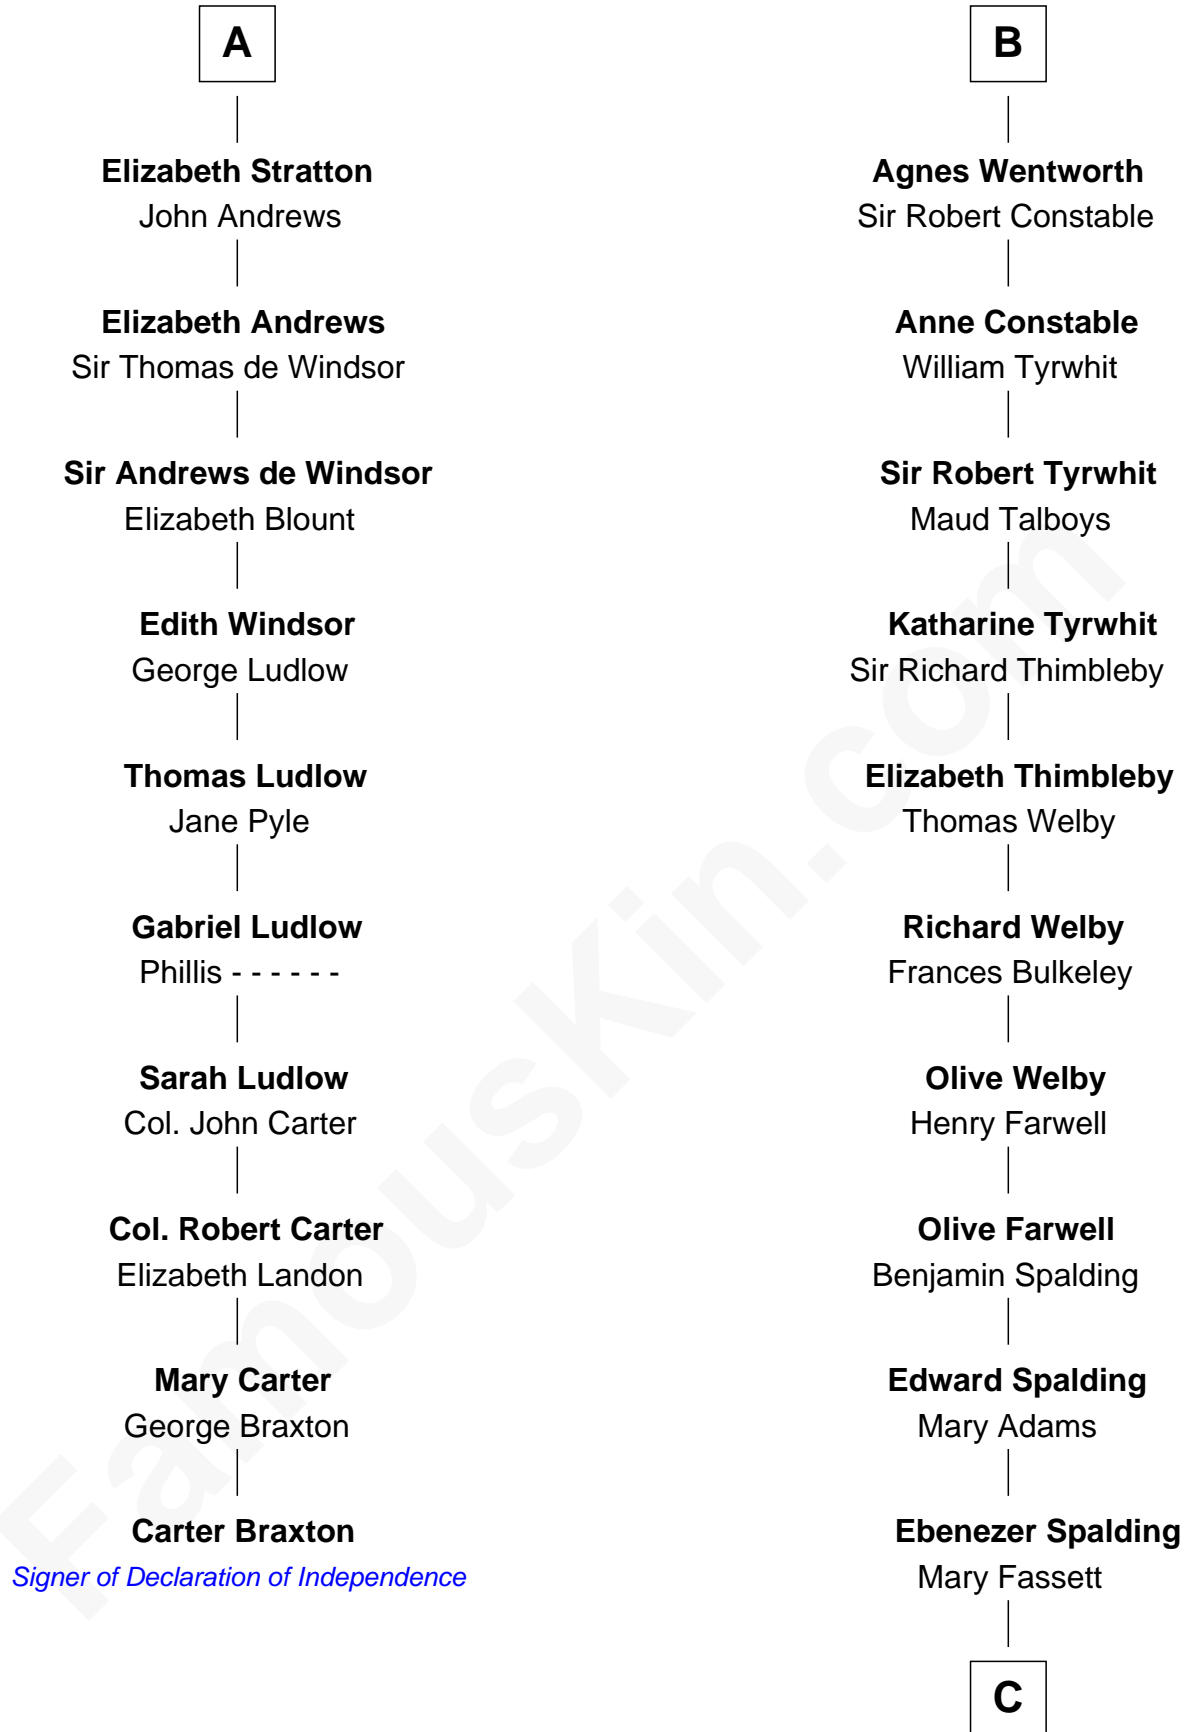 A
Elizabeth Stratton
John Andrews
Elizabeth Andrews
Sir Thomas de Windsor
Sir Andrews de Windsor
Elizabeth Blount
Edith Windsor
George Ludlow
Thomas Ludlow
Jane Pyle
Gabriel Ludlow
Phillis - - - - - -
Sarah Ludlow
Col. John Carter
Col. Robert Carter
Elizabeth Landon
Mary Carter
George Braxton
Carter Braxton
Signer of Declaration of Independence
B
Agnes Wentworth
Sir Robert Constable
Anne Constable
William Tyrwhit
Sir Robert Tyrwhit
Maud Talboys
Katharine Tyrwhit
Sir Richard Thimbleby
Elizabeth Thimbleby
Thomas Welby
Richard Welby
Frances Bulkeley
Olive Welby
Henry Farwell
Olive Farwell
Benjamin Spalding
Edward Spalding
Mary Adams
Ebenezer Spalding
Mary Fassett
C
FamousKin.com